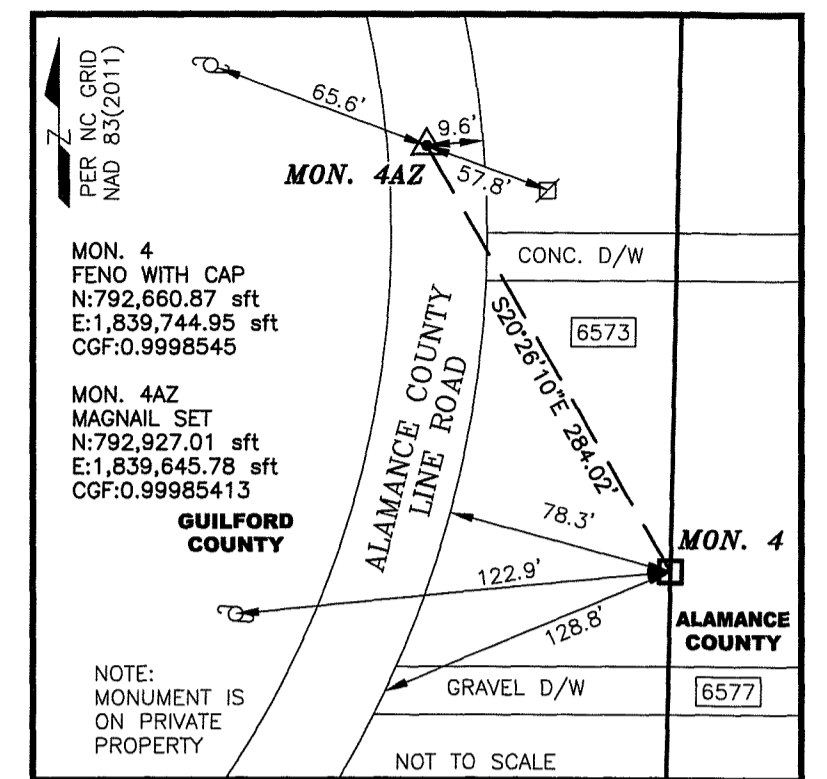 PER NC GRID
NAD 83(2011)
Z
65.6'
9.6'
MON. 4AZ
57.8'
MON. 4
FENO WITH CAP
N:792,660.87 sft
E:1,839,744.95 sft
CGF:0.9998545
CONC. D/W
6573
S20°26'10"E 284.02'
MON. 4AZ
MAGNAIL SET
N:792,927.01 sft
E:1,839,645.78 sft
CGF:0.99985413
ALAMANCE COUNTY
LINE ROAD
GUILFORD
COUNTY
78.3'
MON. 4
122.9'
128.8'
ALAMANCE
COUNTY
NOTE:
MONUMENT IS
ON PRIVATE
PROPERTY
GRAVEL D/W
6577
NOT TO SCALE